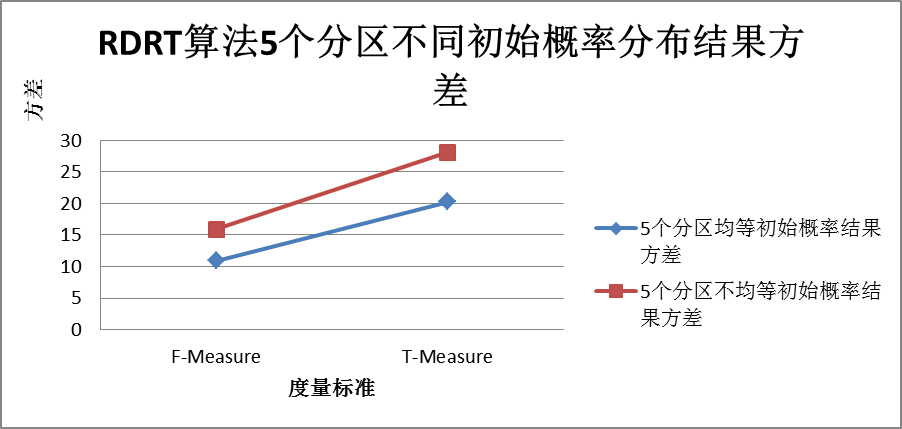 RDRT算法5个分区不同初始概率分布结果方
差
方差
30
25
20
15
10
5
0
F-Measure
T-Measure
度量标准
5个分区均等初始概率结果
方差
5个分区不均等初始概率结
果方差